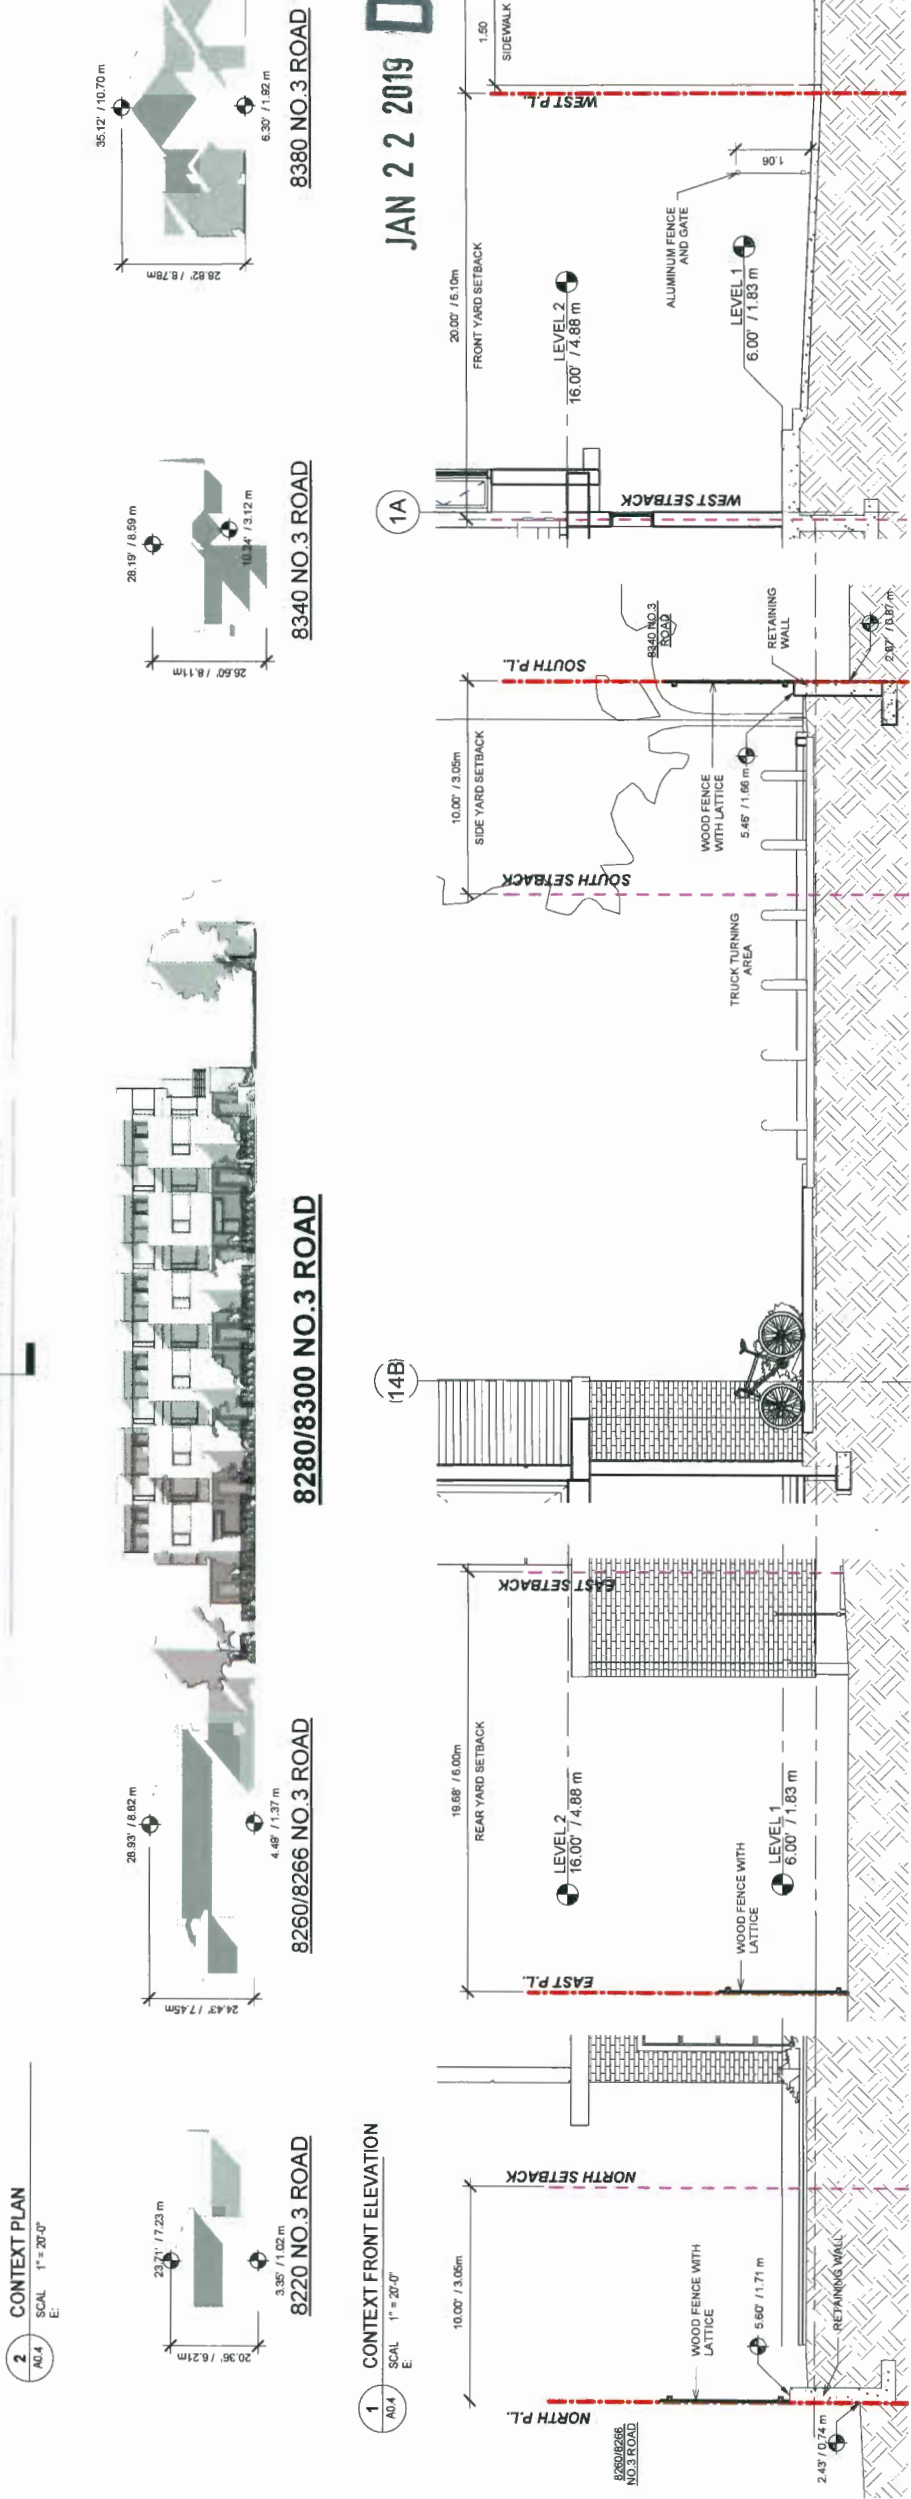 2
A0.4
CONTEXT PLAN
SCAL 1" = 20'-0"
E:
23.71' / 7.23 m
20.36' / 6.21m
3.35' / 1.02 m
8220 NO.3 ROAD
28.93' / 8.82 m
24.43' / 7.45m
4.49' / 1.37 m
8260/8266 NO.3 ROAD
8280/8300 NO.3 ROAD
28.19' / 8.59 m
26.60' / 8.11m
10.24' / 3.12 m
8340 NO.3 ROAD
35.12' / 10.70 m
28.82' / 8.78m
6.30' / 1.92 m
8380 NO.3 ROAD
1
A0.4
CONTEXT FRONT ELEVATION
SCAL 1" = 20'-0"
E:
JAN 2 2 2019
10.00' / 3.05m
NORTH SETBACK
NORTH P.L.
8260/8266
NO.3 ROAD
WOOD FENCE WITH
LATTICE
5.60' / 1.71 m
RETAINING WALL
2.43' / 0.74 m
19.68' / 6.00m
REAR YARD SETBACK
EAST SETBACK
EAST P.L.
LEVEL 2
16.00' / 4.88 m
WOOD FENCE WITH
LATTICE
LEVEL 1
6.00' / 1.83 m
14B
10.00' / 3.05m
SIDE YARD SETBACK
SOUTH SETBACK
SOUTH P.L.
8340 NO.3
ROAD
TRUCK TURNING
AREA
WOOD FENCE
WITH LATTICE
5.46' / 1.66 m
RETAINING
WALL
1A
20.00' / 6.10m
FRONT YARD SETBACK
WEST SETBACK
WEST P.L.
LEVEL 2
16.00' / 4.88 m
ALUMINUM FENCE
AND GATE
1.06
LEVEL 1
6.00' / 1.83 m
1.50
SIDEWALK